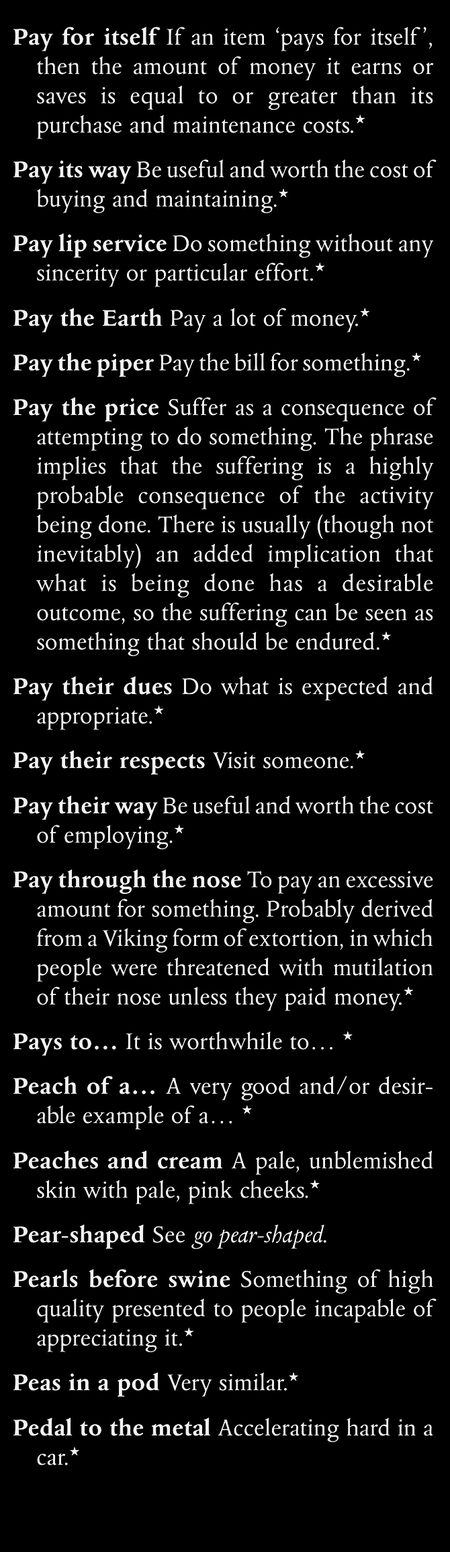 Pay for itself If an item ‘pays for itself’,
then the amount of money it earns or
saves is equal to or greater than its
purchase and maintenance costs.★
Pay its way Be useful and worth the cost of
buying and maintaining.★
Pay lip service Do something without any
sincerity or particular effort.★
Pay the Earth Pay a lot of money.★
Pay the piper Pay the bill for something.★
Pay the price Suffer as a consequence of
attempting to do something. The phrase
implies that the suffering is a highly
probable consequence of the activity
being done. There is usually (though not
inevitably) an added implication that
what is being done has a desirable
outcome, so the suffering can be seen as
something that should be endured.★
Pay their dues Do what is expected and
appropriate.★
Pay their respects Visit someone.★
Pay their way Be useful and worth the cost
of employing.★
Pay through the nose To pay an excessive
amount for something. Probably derived
from a Viking form of extortion, in which
people were threatened with mutilation
of their nose unless they paid money.★
Pays to… It is worthwhile to… ★
Peach of a… A very good and/or desir-
able example of a… ★
Peaches and cream A pale, unblemished
skin with pale, pink cheeks.★
Pear-shaped See go pear-shaped.
Pearls before swine Something of high
quality presented to people incapable of
appreciating it.★
Peas in a pod Very similar.★
Pedal to the metal Accelerating hard in a
car.★